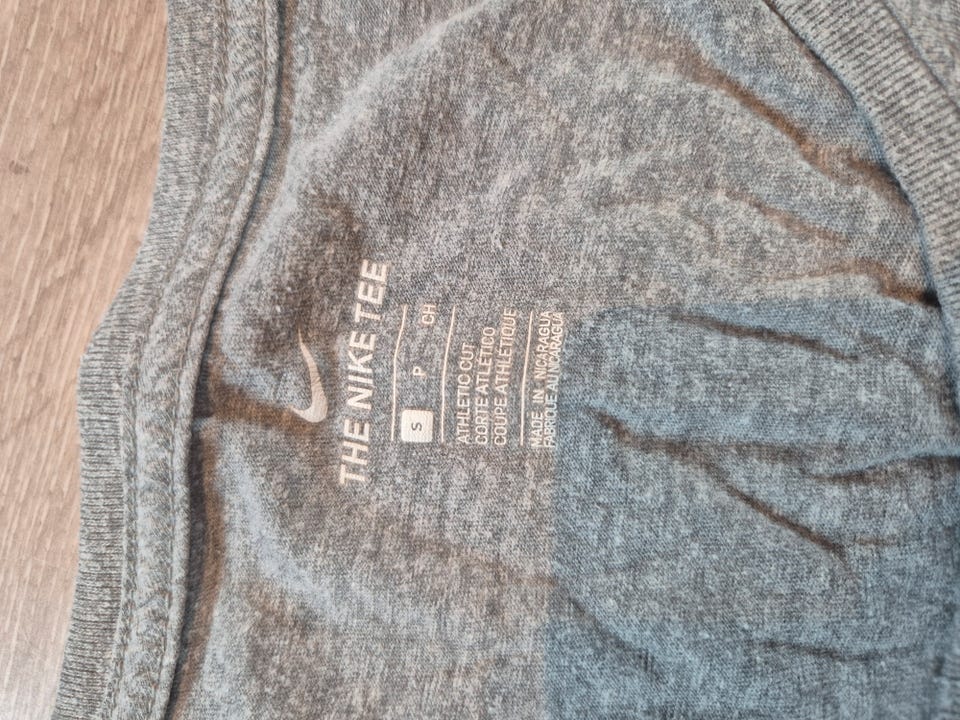 THE NIKE TEE
S P CH
ATHLETIC CUT
CORTE ATLÉTICO
COUPE ATHLÉTIQUE
MADE IN NICARAGUA
FABRIQUÉ AU NICARAGUA